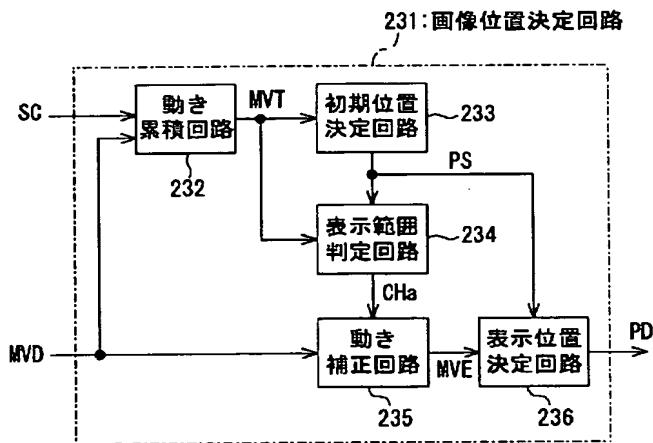 231:画像位置決定回路
SC
動き
累積回路
232
MVT
初期位置
決定回路
233
PS
表示範囲
判定回路
234
CHa
MVD
動き
補正回路
235
MVE
表示位置
決定回路
236
PD